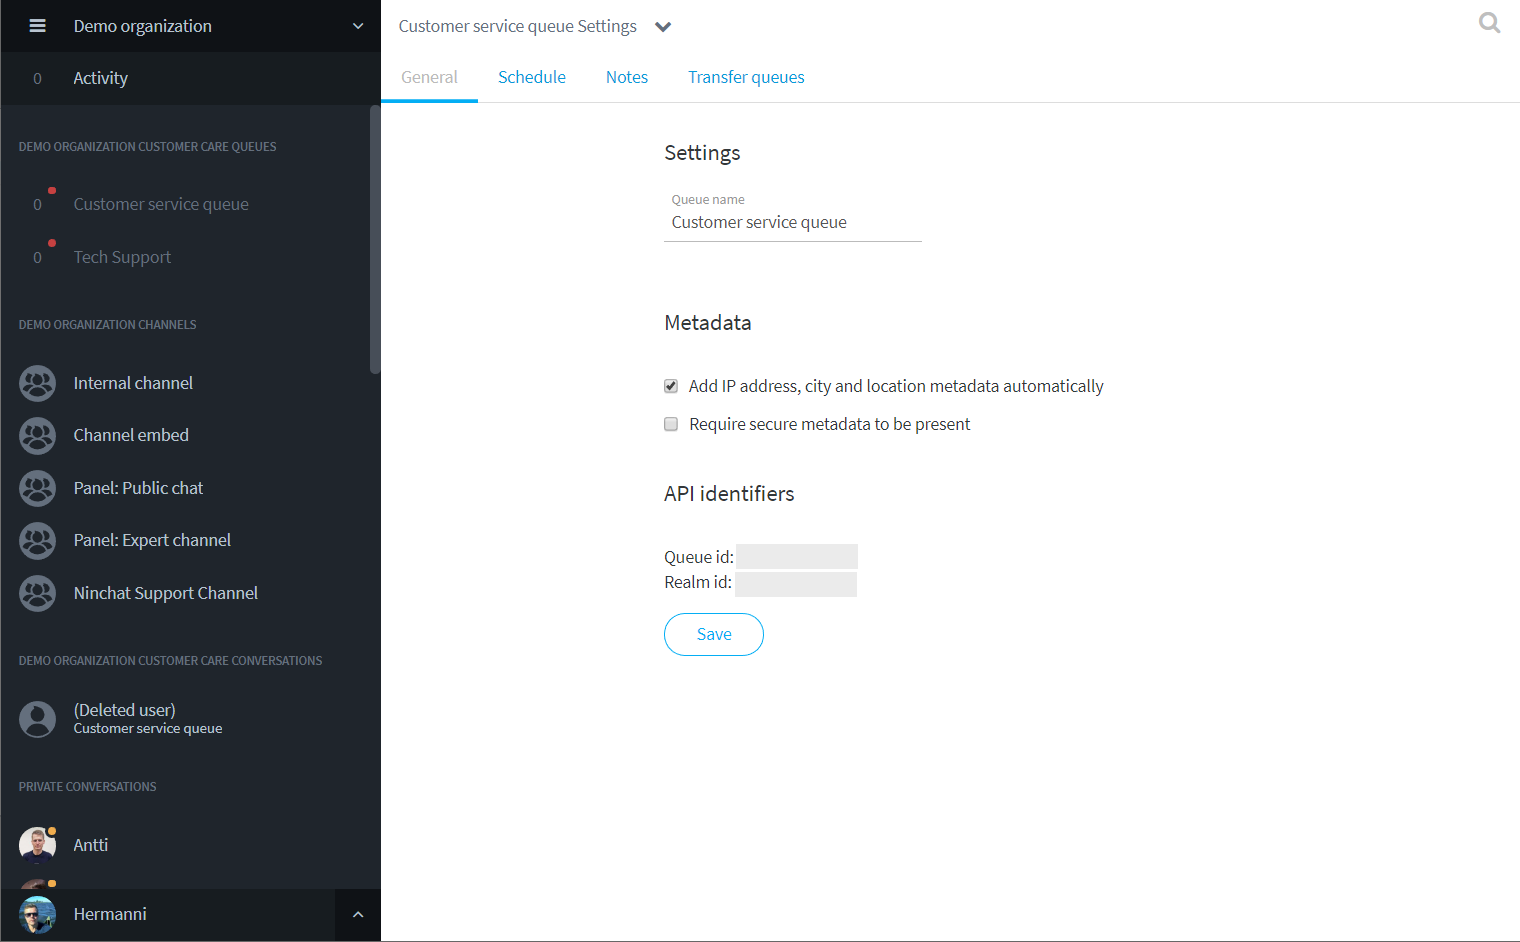 Demo organization
0 Activity
DEMO ORGANIZATION CUSTOMER CARE QUEUES
0 Customer service queue
0 Tech Support
DEMO ORGANIZATION CHANNELS
Internal channel
Channel embed
Panel: Public chat
Panel: Expert channel
Ninchat Support Channel
DEMO ORGANIZATION CUSTOMER CARE CONVERSATIONS
(Deleted user)
Customer service queue
PRIVATE CONVERSATIONS
Antti
Hermanni
Customer service queue Settings
General Schedule Notes Transfer queues
Settings
Queue name
Customer service queue
Metadata
Add IP address, city and location metadata automatically
Require secure metadata to be present
API identifiers
Queue id:
Realm id:
Save